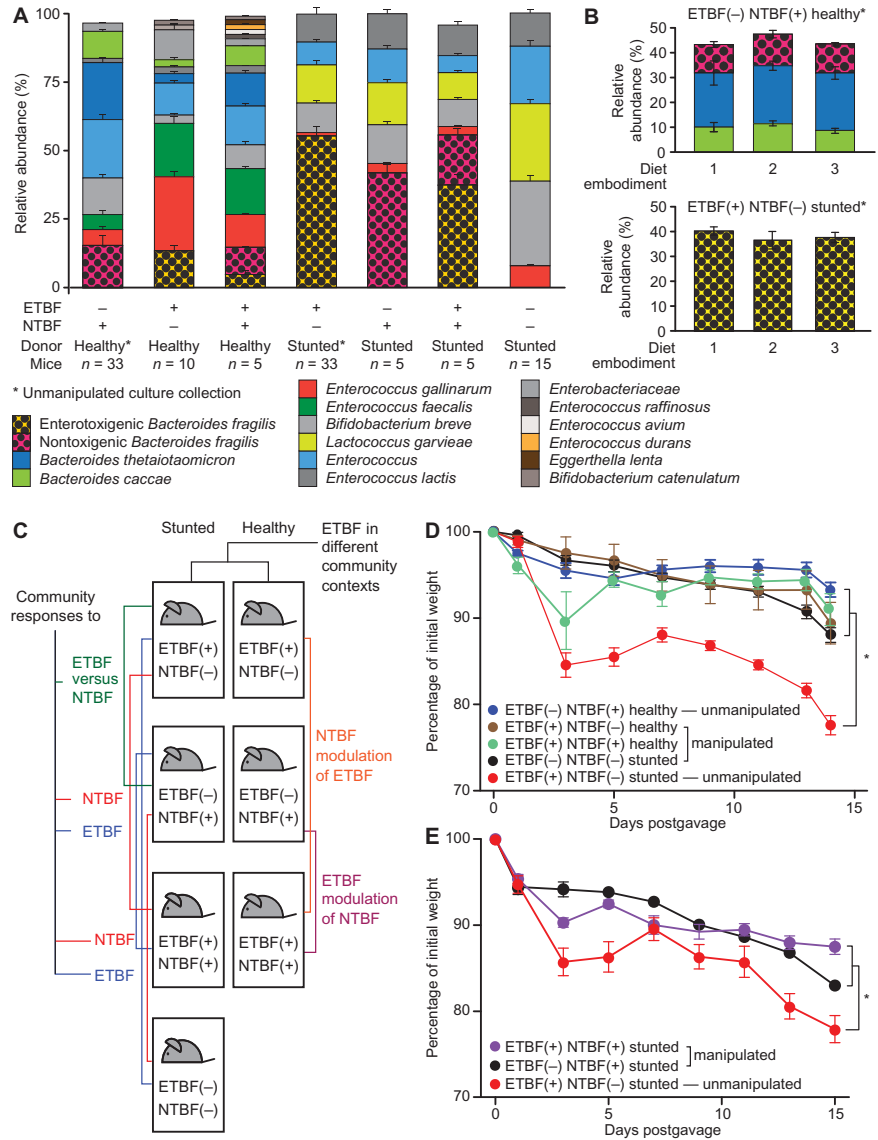 A
Relative abundance (%)
100
75
50
25
0
ETBF – + + + – + –
NTBF + – + – + + –
Donor Healthy* Healthy Healthy Stunted* Stunted Stunted Stunted
Mice n = 33 n = 10 n = 5 n = 33 n = 5 n = 5 n = 15
* Unmanipulated culture collection
Enterotoxigenic Bacteroides fragilis
Nontoxigenic Bacteroides fragilis
Bacteroides thetaiotaomicron
Bacteroides caccae
Enterococcus gallinarum
Enterococcus faecalis
Bifidobacterium breve
Lactococcus garvieae
Enterococcus
Enterococcus lactis
Enterobacteriaceae
Enterococcus raffinosus
Enterococcus avium
Enterococcus durans
Eggerthella lenta
Bifidobacterium catenulatum
B
ETBF(–) NTBF(+) healthy*
Relative
abundance (%)
50
40
30
20
10
0
Diet
embodiment
1 2 3
ETBF(+) NTBF(–) stunted*
Relative
abundance (%)
50
40
30
20
10
0
Diet
embodiment
1 2 3
C
Stunted Healthy
ETBF in
different
community
contexts
Community
responses to
ETBF
versus
NTBF
NTBF
ETBF
NTBF
ETBF
ETBF(+)
NTBF(–)
ETBF(+)
NTBF(–)
ETBF(–)
NTBF(+)
ETBF(–)
NTBF(+)
ETBF(+)
NTBF(+)
ETBF(+)
NTBF(+)
ETBF(–)
NTBF(–)
NTBF
modulation
of ETBF
ETBF
modulation
of NTBF
D
Percentage of initial weight
100
90
80
70
ETBF(–) NTBF(+) healthy — unmanipulated
ETBF(+) NTBF(–) healthy
ETBF(+) NTBF(+) healthy
manipulated
ETBF(–) NTBF(–) stunted
ETBF(+) NTBF(–) stunted — unmanipulated
*
0 5 10 15
Days postgavage
E
Percentage of initial weight
100
90
80
70
ETBF(+) NTBF(+) stunted
manipulated
ETBF(–) NTBF(+) stunted
ETBF(+) NTBF(–) stunted — unmanipulated
*
0 5 10 15
Days postgavage